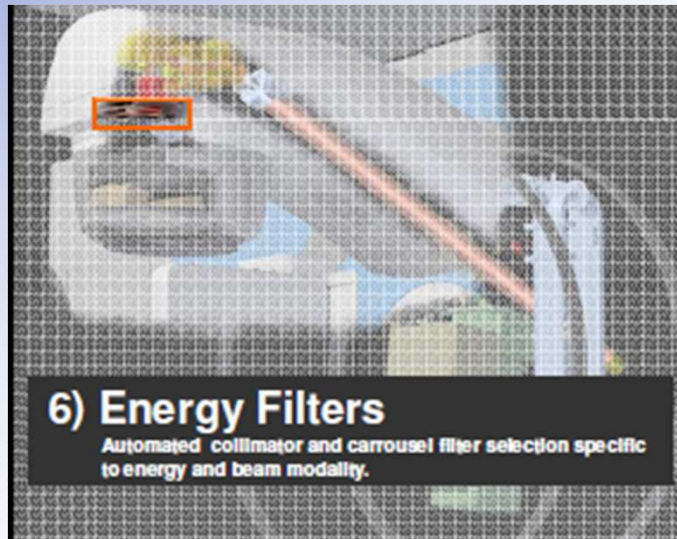 6) Energy Filters
Automated collimator and carrousel filter selection specific
to energy and beam modality.